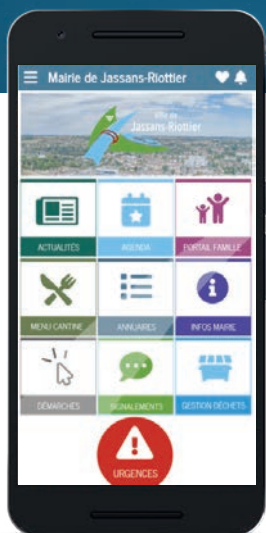 Mairie de Jassans-Riottier
Ville de
Jassans-Riottier
ACTUALITÉS
AGENDA
PORTAIL FAMILLE
MENU CANTINE
ANNUAIRES
INFOS MAIRIE
DÉMARCHES
SIGNALEMENTS
GESTION DÉCHETS
URGENCES